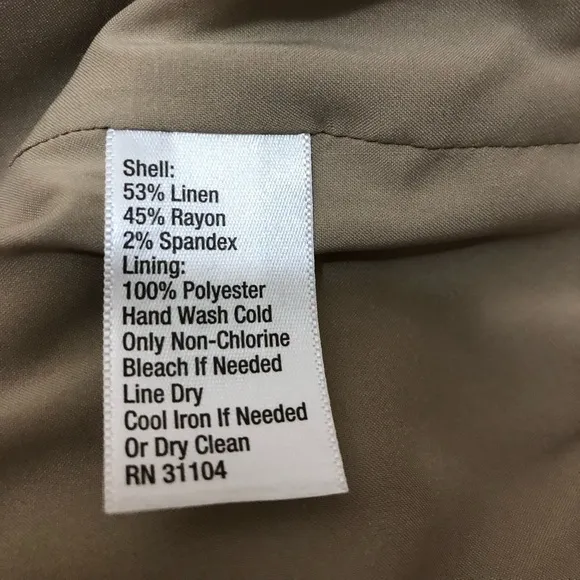 Shell:
53% Linen
45% Rayon
2% Spandex
Lining:
100% Polyester
Hand Wash Cold
Only Non-Chlorine
Bleach If Needed
Line Dry
Cool Iron If Needed
Or Dry Clean
RN 31104